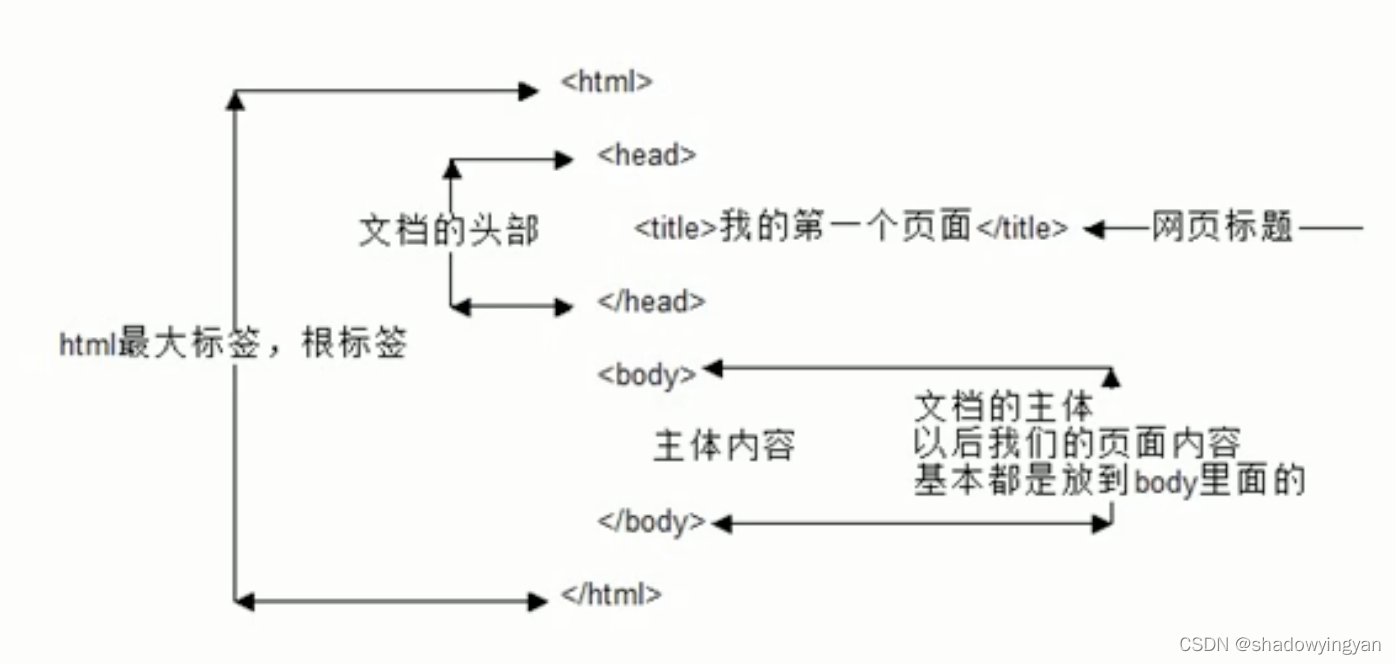 <html>
<head>
文档的头部
<title>我的第一个页面</title>
网页标题
</head>
html最大标签，根标签
<body>
文档的主体
主体内容
以后我们的页面内容
基本都是放到body里面的
</body>
</html>
CSDN @shadowyingyan